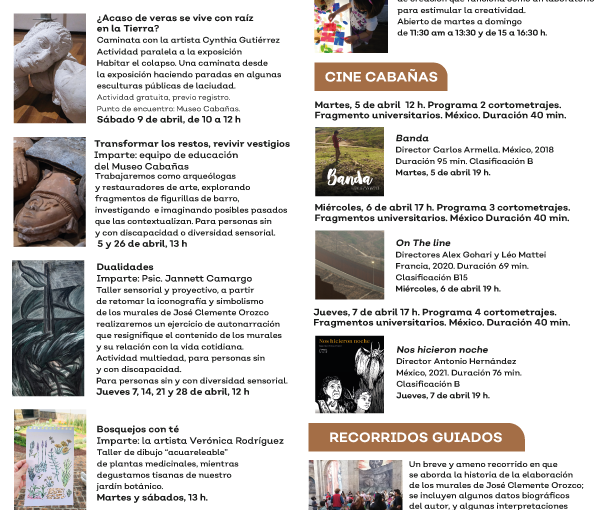 ¿Acaso de veras se vive con raíz
en la Tierra?
Caminata con la artista Cynthia Gutiérrez
Actividad paralela a la exposición
Habitar el colapso. Una caminata desde
la exposición haciendo paradas en algunas
esculturas públicas de laciudad.
Actividad gratuita, previo registro.
Punto de encuentro: Museo Cabañas.
Sábado 9 de abril, de 10 a 12 h
Transformar los restos, revivir vestigios
Imparte: equipo de educación
del Museo Cabañas
Trabajaremos como arqueólogas
y restauradores de arte, explorando
fragmentos de figurillas de barro,
investigando e imaginando posibles pasados
que las contextualizan. Para personas sin
y con discapacidad o diversidad sensorial.
5 y 26 de abril, 13 h
Dualidades
Imparte: Psic. Jannett Camargo
Taller sensorial y proyectivo, a partir
de retomar la iconografía y simbolismo
de los murales de José Clemente Orozco
realizaremos un ejercicio de autonarración
que resignifique el contenido de los murales
y su relación con la vida cotidiana.
Actividad multiedad, para personas sin
y con discapacidad.
Para personas sin y con diversidad sensorial.
Jueves 7, 14, 21 y 28 de abril, 12 h
Bosquejos con té
Imparte: la artista Verónica Rodríguez
Taller de dibujo “acuareleable”
de plantas medicinales, mientras
degustamos tisanas de nuestro
jardín botánico.
Martes y sábados, 13 h.
de creación que funciona como un laboratorio
para estimular la creatividad.
Abierto de martes a domingo
de 11:30 am a 13:30 y de 15 a 16:30 h.
CINE CABAÑAS
Martes, 5 de abril 12 h. Programa 2 cortometrajes.
Fragmento universitarios. México. Duración 40 min.
Banda
Banda
Director Carlos Armella. México, 2018
Duración 95 min. Clasificación B
Martes, 5 de abril 19 h.
Miércoles, 6 de abril 17 h. Programa 3 cortometrajes.
Fragmentos universitarios. México Duración 40 min.
On The line
Directores Alex Gohari y Léo Mattei
Francia, 2020. Duración 69 min.
Clasificación B15
Miércoles, 6 de abril 19 h.
Jueves, 7 de abril 17 h. Programa 4 cortometrajes.
Fragmentos universitarios. México. Duración 40 min.
Nos hicieron noche
Nos hicieron noche
Director Antonio Hernández
México, 2021. Duración 76 min.
Clasificación B
Jueves, 7 de abril 19 h.
RECORRIDOS GUIADOS
Un breve y ameno recorrido en que
se aborda la historia de la elaboración
de los murales de José Clemente Orozco;
se incluyen algunos datos biográficos
del autor, y algunas interpretaciones